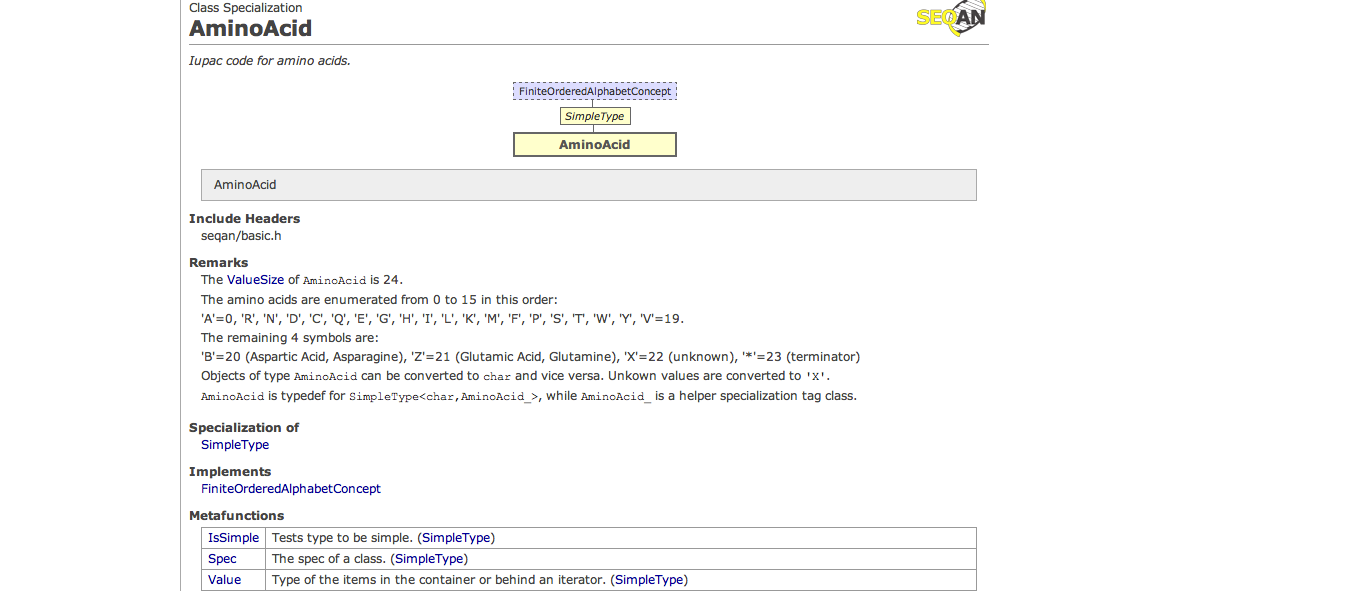 Class Specialization
AminoAcid
SEQAN
Iupac code for amino acids.
FiniteOrderedAlphabetConcept
SimpleType
AminoAcid
AminoAcid
Include Headers
seqan/basic.h
Remarks
The ValueSize of AminoAcid is 24.
The amino acids are enumerated from 0 to 15 in this order:
'A'=0, 'R', 'N', 'D', 'C', 'Q', 'E', 'G', 'H', 'I', 'L', 'K', 'M', 'F', 'P', 'S', 'T', 'W', 'Y', 'V'=19.
The remaining 4 symbols are:
'B'=20 (Aspartic Acid, Asparagine), 'Z'=21 (Glutamic Acid, Glutamine), 'X'=22 (unknown), '*'=23 (terminator)
Objects of type AminoAcid can be converted to char and vice versa. Unkown values are converted to 'X'.
AminoAcid is typedef for SimpleType<char,AminoAcid_>, while AminoAcid_ is a helper specialization tag class.
Specialization of
SimpleType
Implements
FiniteOrderedAlphabetConcept
Metafunctions
IsSimple Tests type to be simple. (SimpleType)
Spec The spec of a class. (SimpleType)
Value Type of the items in the container or behind an iterator. (SimpleType)